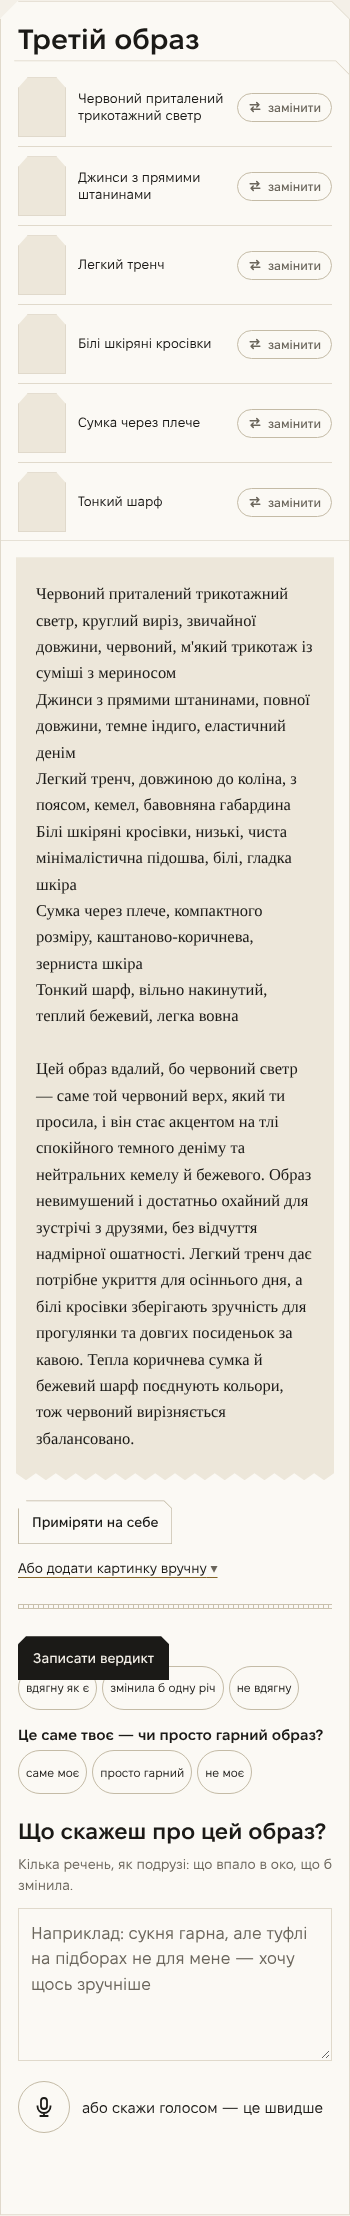 Третій образ
Червоний приталений
трикотажний светр
⇄ замінити
Джинси з прямими
штанинами
⇄ замінити
Легкий тренч
⇄ замінити
Білі шкіряні кросівки
⇄ замінити
Сумка через плече
⇄ замінити
Тонкий шарф
⇄ замінити
Червоний приталений трикотажний
светр, круглий виріз, звичайної
довжини, червоний, м'який трикотаж із
суміші з мериносом
Джинси з прямими штанинами, повної
довжини, темне індиго, еластичний
денім
Легкий тренч, довжиною до коліна, з
поясом, кемел, бавовняна габардина
Білі шкіряні кросівки, низькі, чиста
мінімалістична підошва, білі, гладка
шкіра
Сумка через плече, компактного
розміру, каштаново-коричнева,
зерниста шкіра
Тонкий шарф, вільно накинутий,
теплий бежевий, легка вовна
Цей образ вдалий, бо червоний светр
— саме той червоний верх, який ти
просила, і він стає акцентом на тлі
спокійного темного деніму та
нейтральних кемелу й бежевого. Образ
невимушений і достатньо охайний для
зустрічі з друзями, без відчуття
надмірної ошатності. Легкий тренч дає
потрібне укриття для осіннього дня, а
білі кросівки зберігають зручність для
прогулянки та довгих посиденьок за
кавою. Тепла коричнева сумка й
бежевий шарф поєднують кольори,
тож червоний вирізняється
збалансовано.
Приміряти на себе
Або додати картинку вручну ▾
Записати вердикт
вдягну як є змінила б одну річ не вдягну
Це саме твоє — чи просто гарний образ?
саме моє просто гарний не моє
Що скажеш про цей образ?
Кілька речень, як подрузі: що впало в око, що б
змінила.
Наприклад: сукня гарна, але туфлі
на підборах не для мене — хочу
щось зручніше
або скажи голосом — це швидше